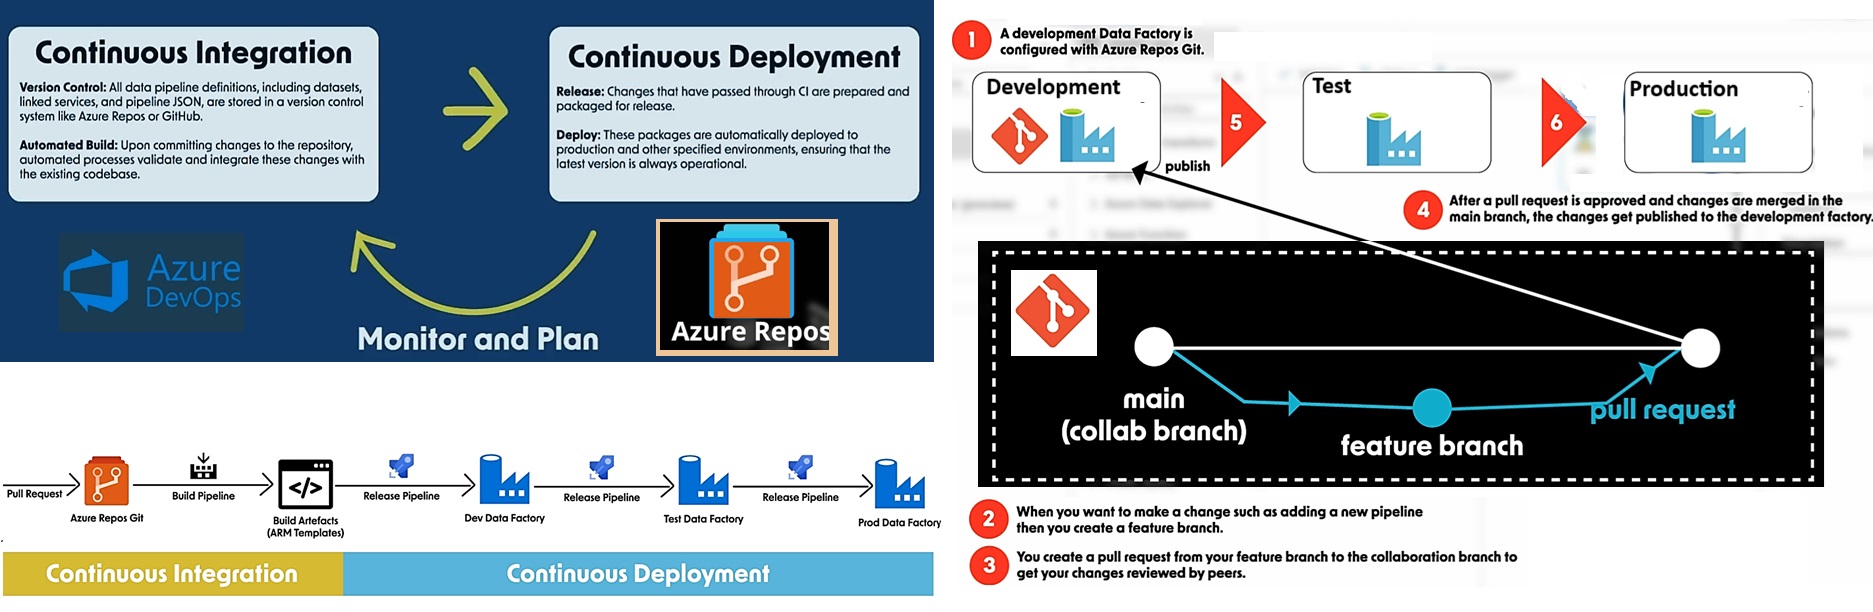 Continuous Integration
Version Control: All data pipeline definitions, including datasets,
linked services, and pipeline JSON, are stored in a version control
system like Azure Repos or GitHub.
Automated Build: Upon committing changes to the repository,
automated processes validate and integrate these changes with
the existing codebase.
Continuous Deployment
Release: Changes that have passed through CI are prepared and
packaged for release.
Deploy: These packages are automatically deployed to
production and other specified environments, ensuring that the
latest version is always operational.
Azure
DevOps
Monitor and Plan
Azure Repos
Pull Request
Azure Repos Git
Build Pipeline
Build Artefacts
(ARM Templates)
Release Pipeline
Dev Data Factory
Release Pipeline
Test Data Factory
Release Pipeline
Prod Data Factory
Continuous Integration
Continuous Deployment
1
A development Data Factory is
configured with Azure Repos Git.
Development
5
Test
6
Production
publish
4
After a pull request is approved and changes are merged in the
main branch, the changes get published to the development factory.
main
(collab branch)
feature branch
pull request
2
When you want to make a change such as adding a new pipeline
then you create a feature branch.
3
You create a pull request from your feature branch to the collaboration branch to
get your changes reviewed by peers.